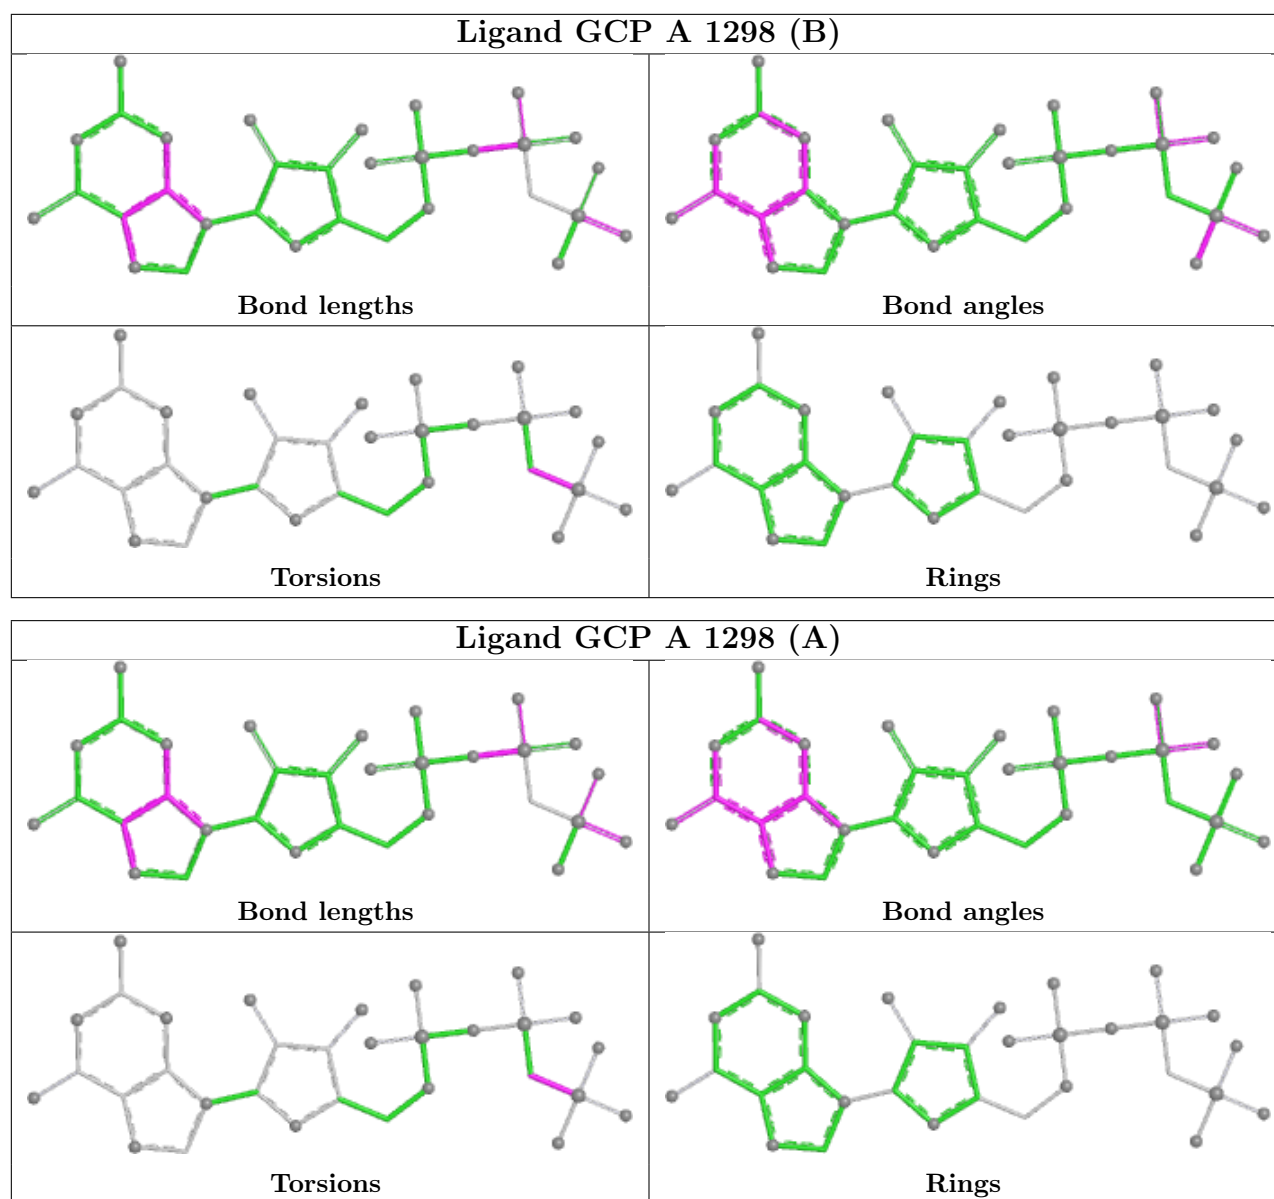 Ligand GCP A 1298 (B)
Bond lengths
Bond angles
Torsions
Rings
Ligand GCP A 1298 (A)
Bond lengths
Bond angles
Torsions
Rings